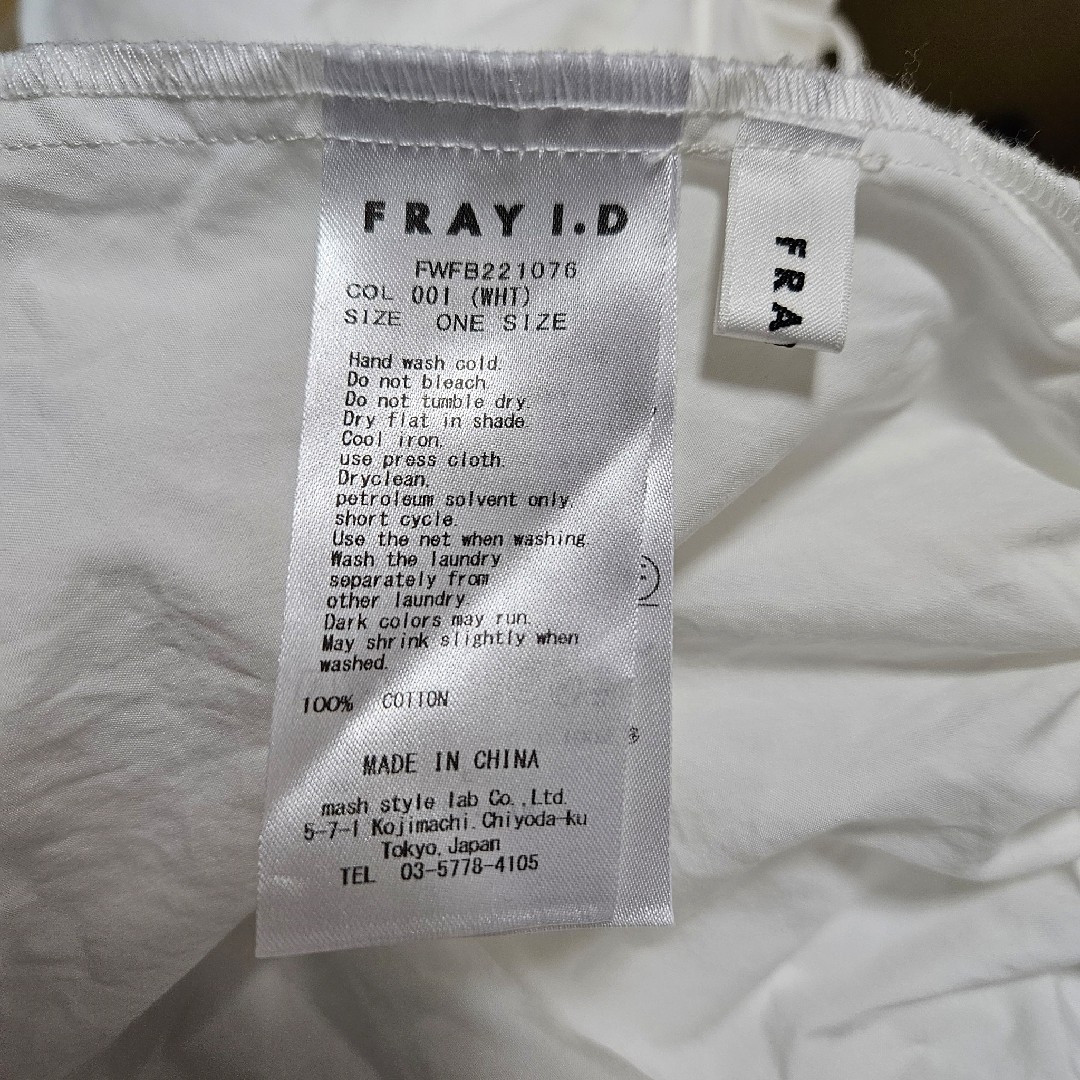 FRAY I.D
FWFB221076
COL 001 (WHT)
SIZE ONE SIZE
Hand wash cold.
Do not bleach.
Do not tumble dry
Dry flat in shade.
Cool iron.
use press cloth.
Dryclean.
petroleum solvent only
short cycle.
Use the net when washing.
Wash the laundry
separately from
other laundry.
Dark colors may run.
May shrink slightly when
washed.
100% COTTON
MADE IN CHINA
mash style lab Co.,Ltd.
5-7-1 Kojimachi.Chiyoda-ku
Tokyo,Japan
TEL 03-5778-4105
FRA